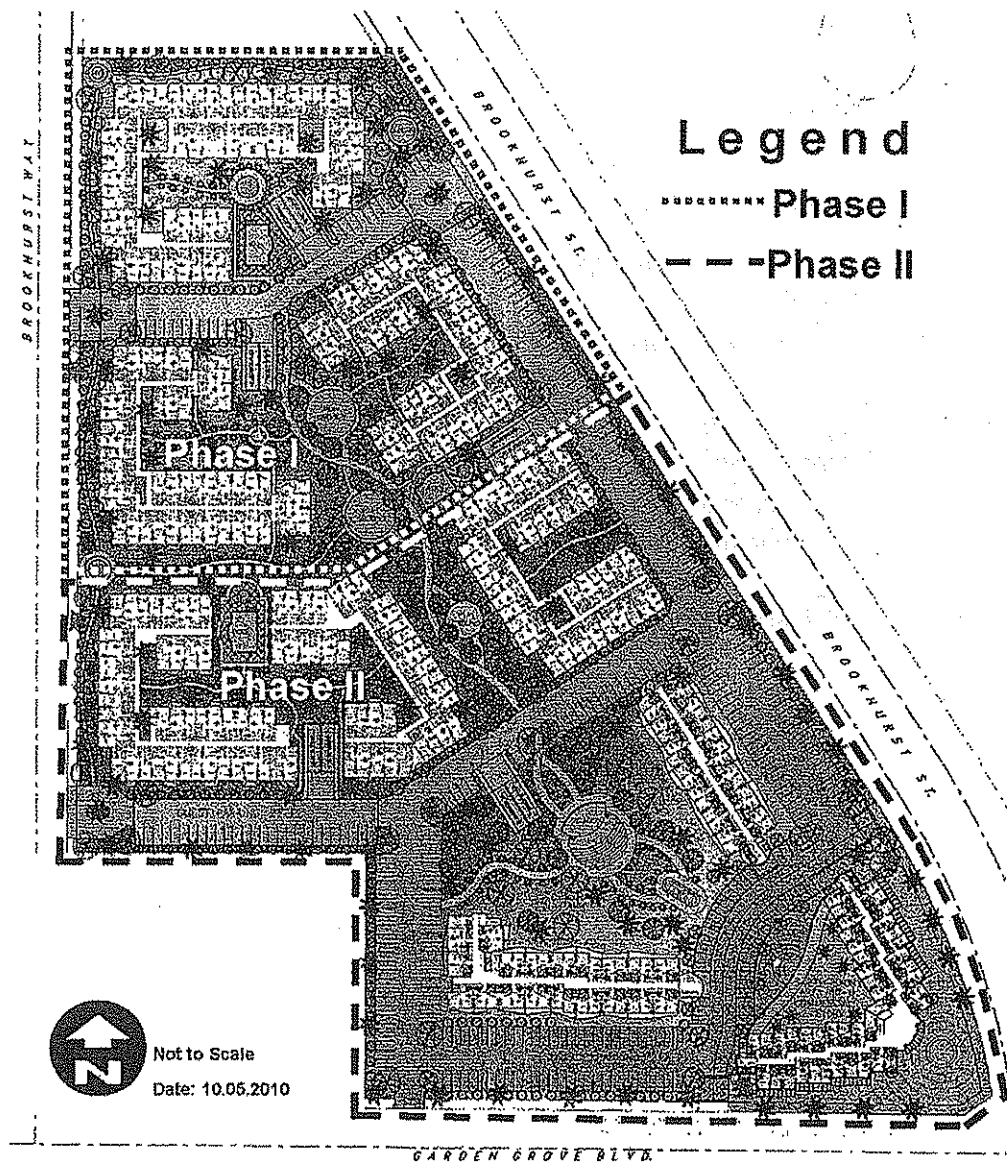 BROOKHURST WAY
BROOKHURST ST.
Legend
Phase I
Phase II
Phase I
Phase II
BROOKHURST ST.
N
Not to Scale
Date: 10.05.2010
GARDEN GROVE BLVD.